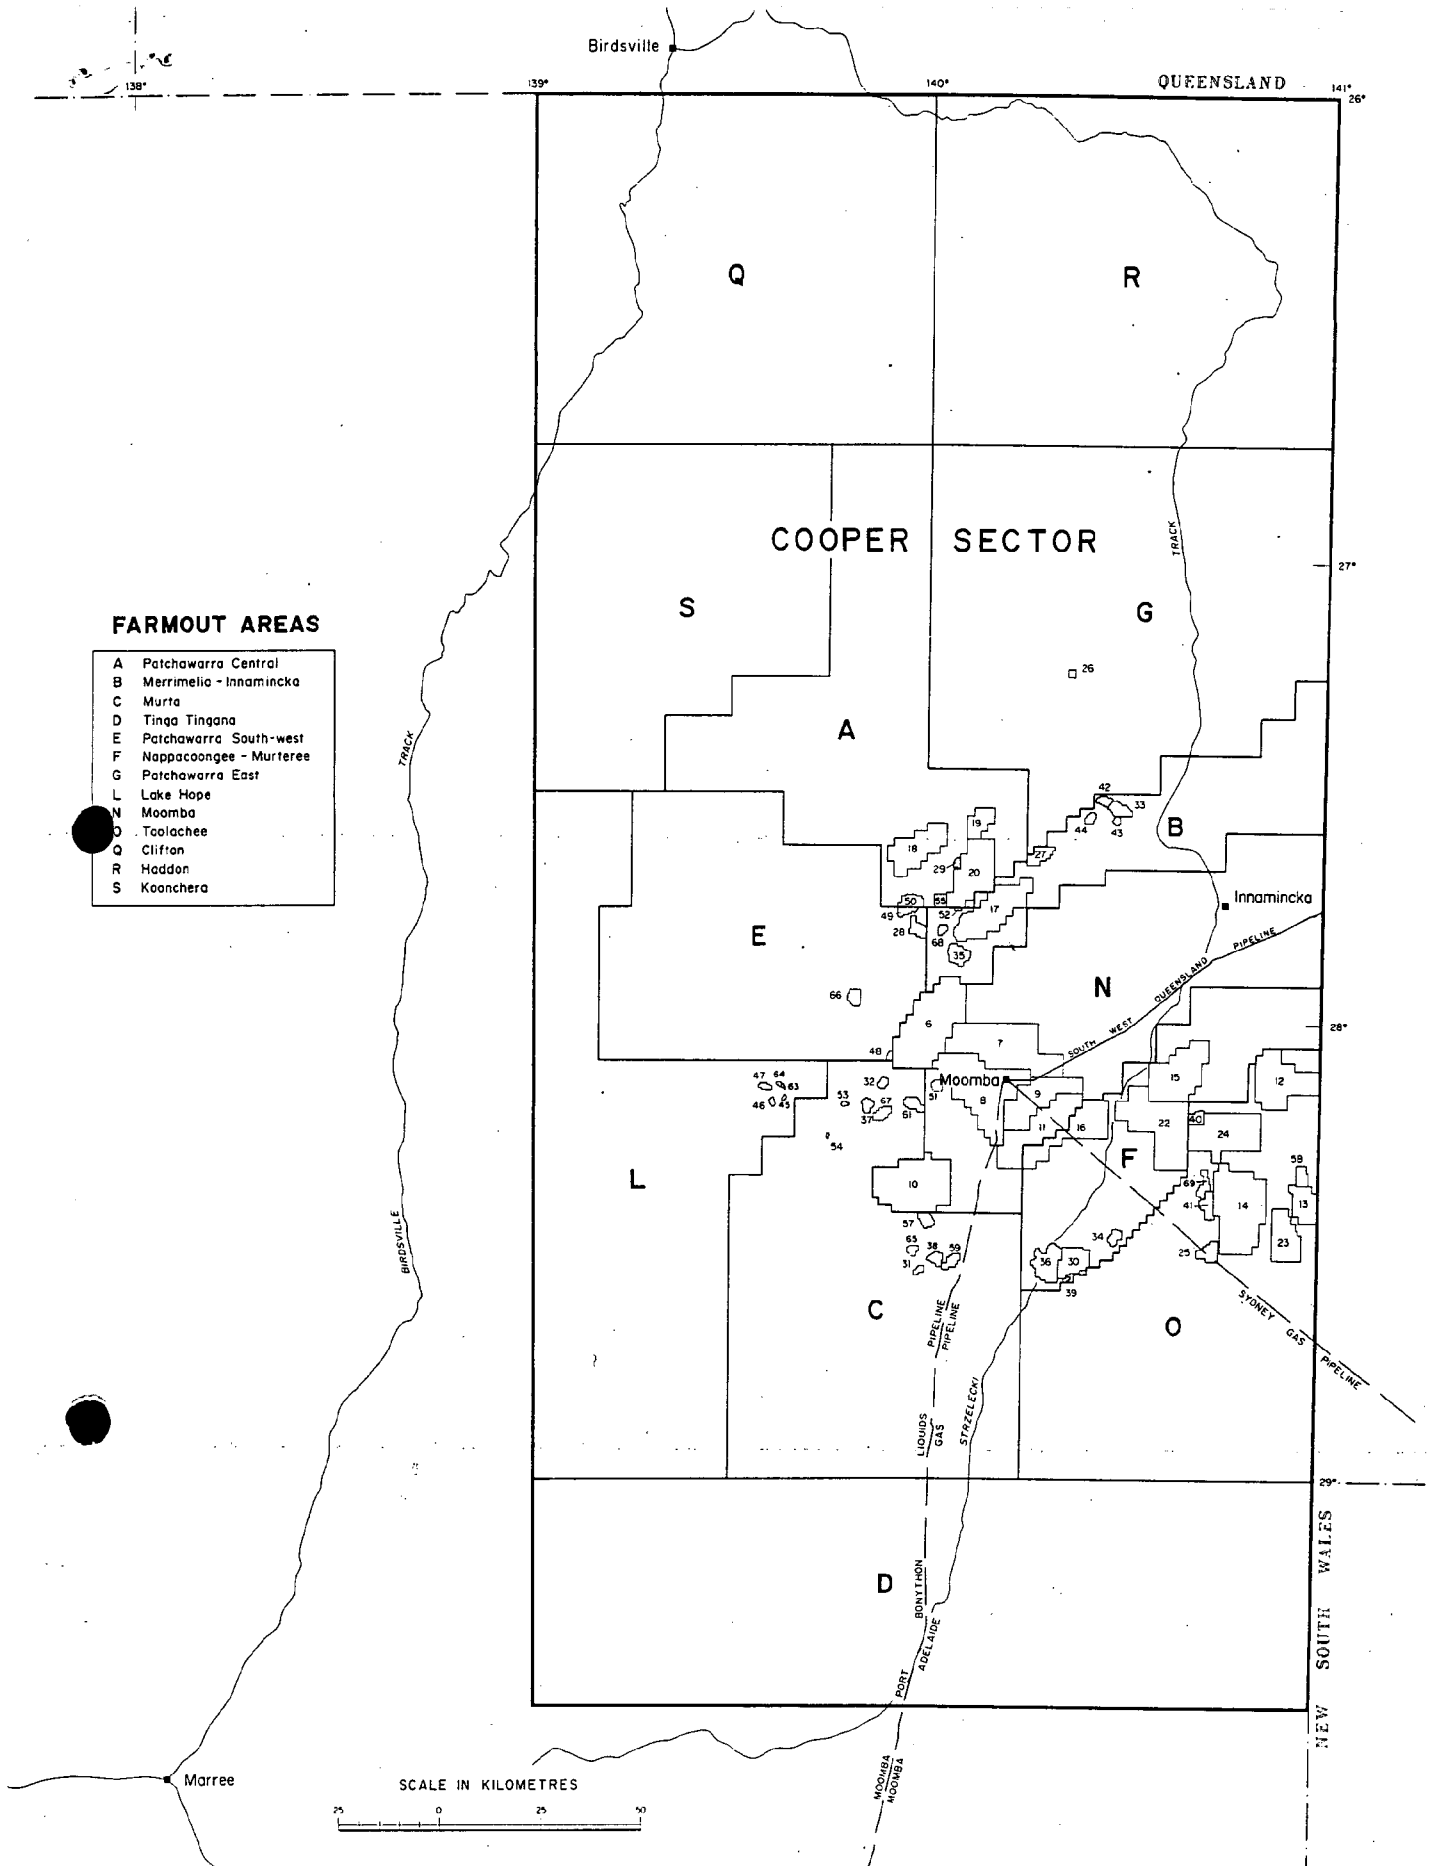 Birdsville
QUEENSLAND
138°
139°
140°
141°
26°
Q
R
COOPER SECTOR
TRACK
27°
S
G
26
FARMOUT AREAS
A Patchawarra Central
B Merrimelia - Innamincka
C Murta
D Tinga Tingana
E Patchawarra South-west
F Nappacoongee - Murteree
G Patchawarra East
L Lake Hope
N Moomba
O Toolachee
Q Clifton
R Haddon
S Koonchera
A
TRACK
42
33
44
43
B
19
18
27
29
20
Innamincka
50
55
49
52
17
28
68
E
35
PIPELINE
QUEENSLAND
WEST
SOUTH
N
66
6
28°
7
48
47
64
63
32
51
Moomba
9
15
12
46
45
53
8
37
67
61
11
16
22
40
24
54
F
L
10
58
69
41
14
13
57
34
23
65
38
59
36
30
25
31
39
BIRDSVILLE
C
O
PIPELINE
PIPELINE
SYDNEY GAS PIPELINE
LIQUIDS
GAS
STRZELECKI
29°
D
BONYTHON
ADELAIDE
PORT
NEW SOUTH WALES
MOOMBA
MOOMBA
Marree
SCALE IN KILOMETRES
25 0 25 50